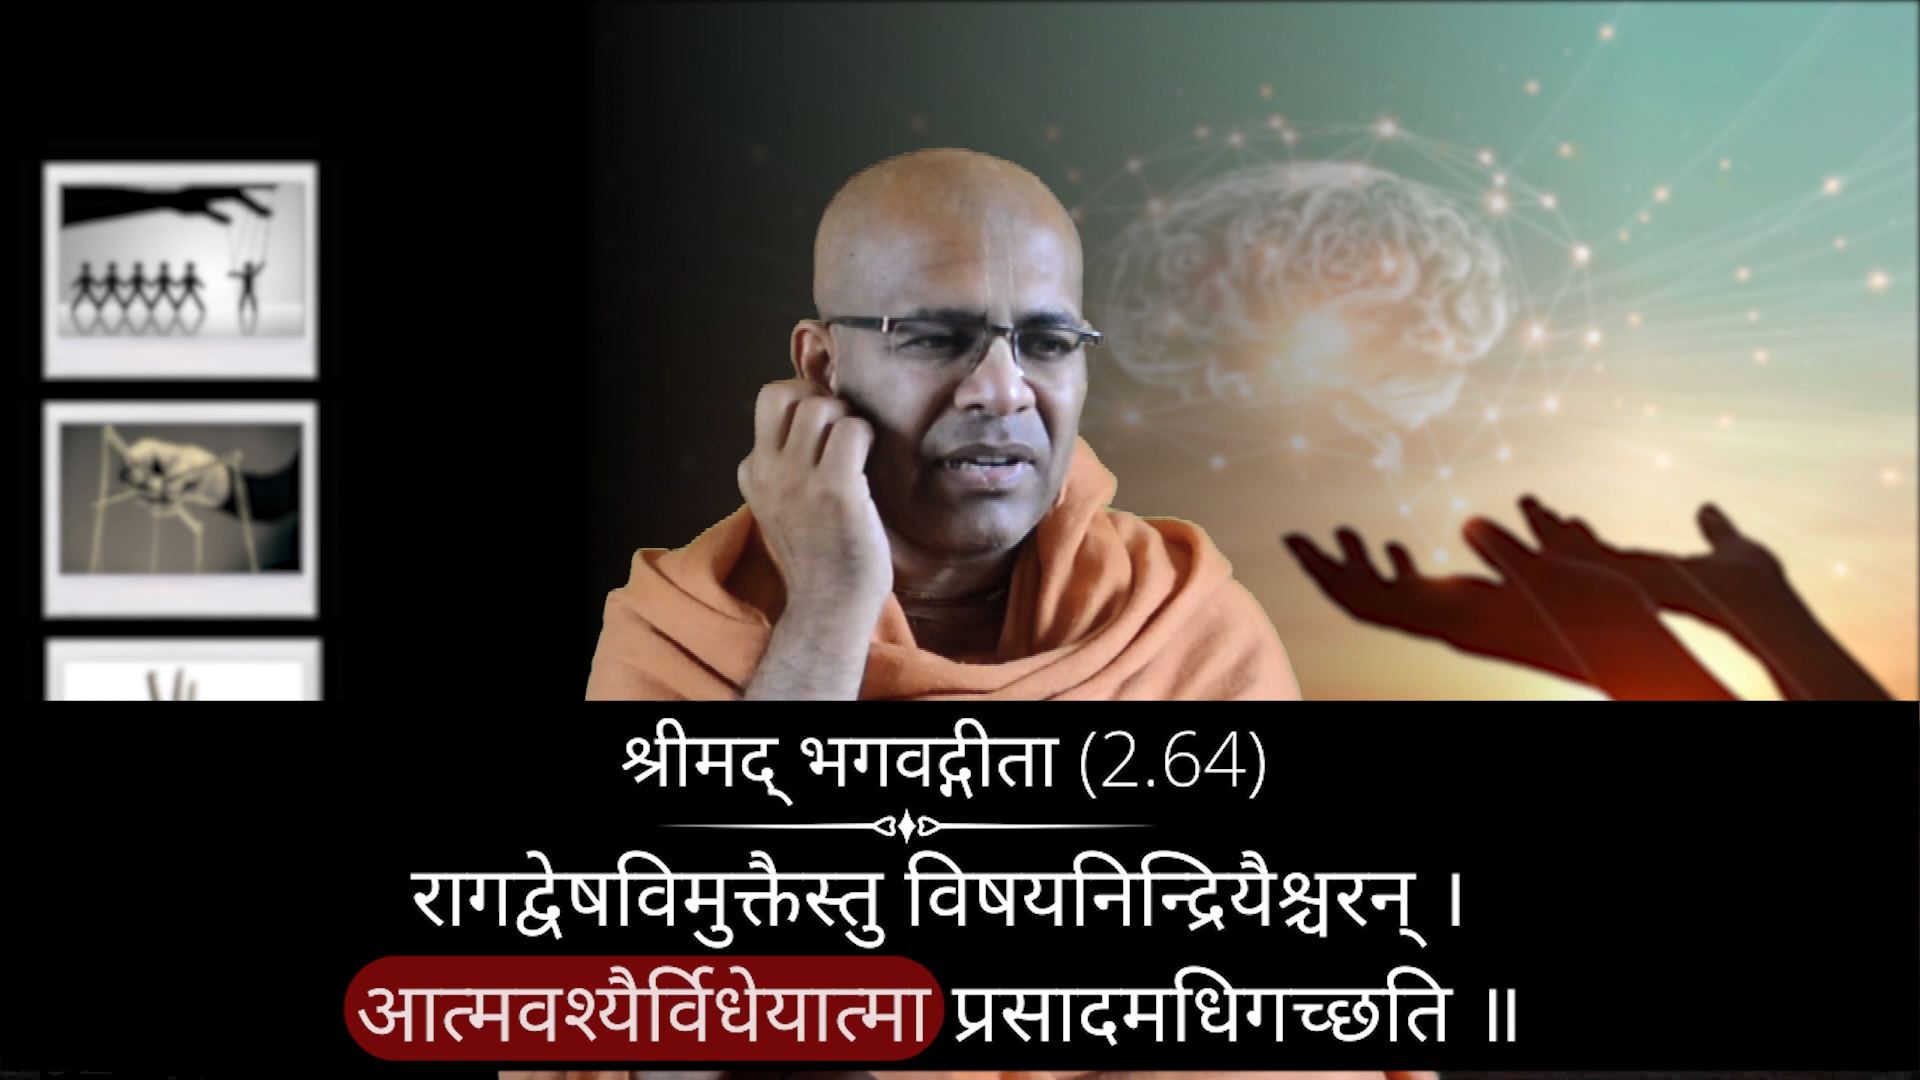 श्रीमद् भगवद्गीता (2.64)
रागद्वेषविमुक्तैस्तु विषयनिन्द्रियैश्चरन् ।
आत्मवश्यैर्विधेयात्मा प्रसादमधिगच्छति ॥